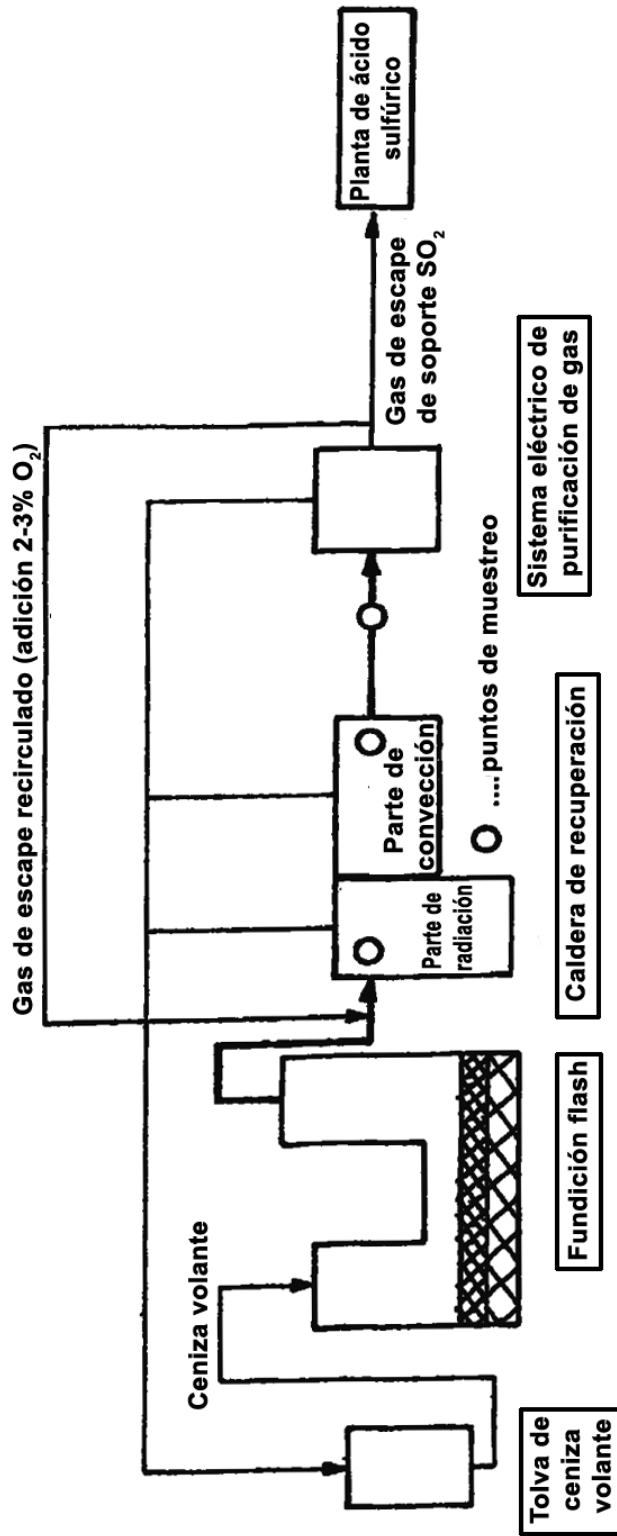 Gas de escape recirculado (adición 2-3% O₂)
Ceniza volante
Parte de
radiación
Parte de
convección
.... puntos de muestreo
Gas de escape
de soporte SO₂
Planta de ácido
sulfúrico
Tolva de
ceniza
volante
Fundición flash
Caldera de recuperación
Sistema eléctrico de
purificación de gas